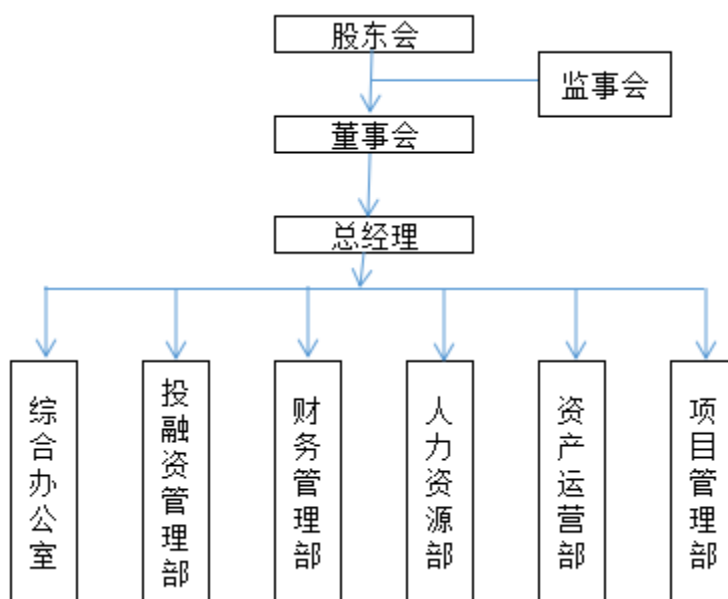 股东会
监事会
董事会
总经理
综合办公室
投融资管理部
财务管理部
人力资源部
资产运营部
项目管理部